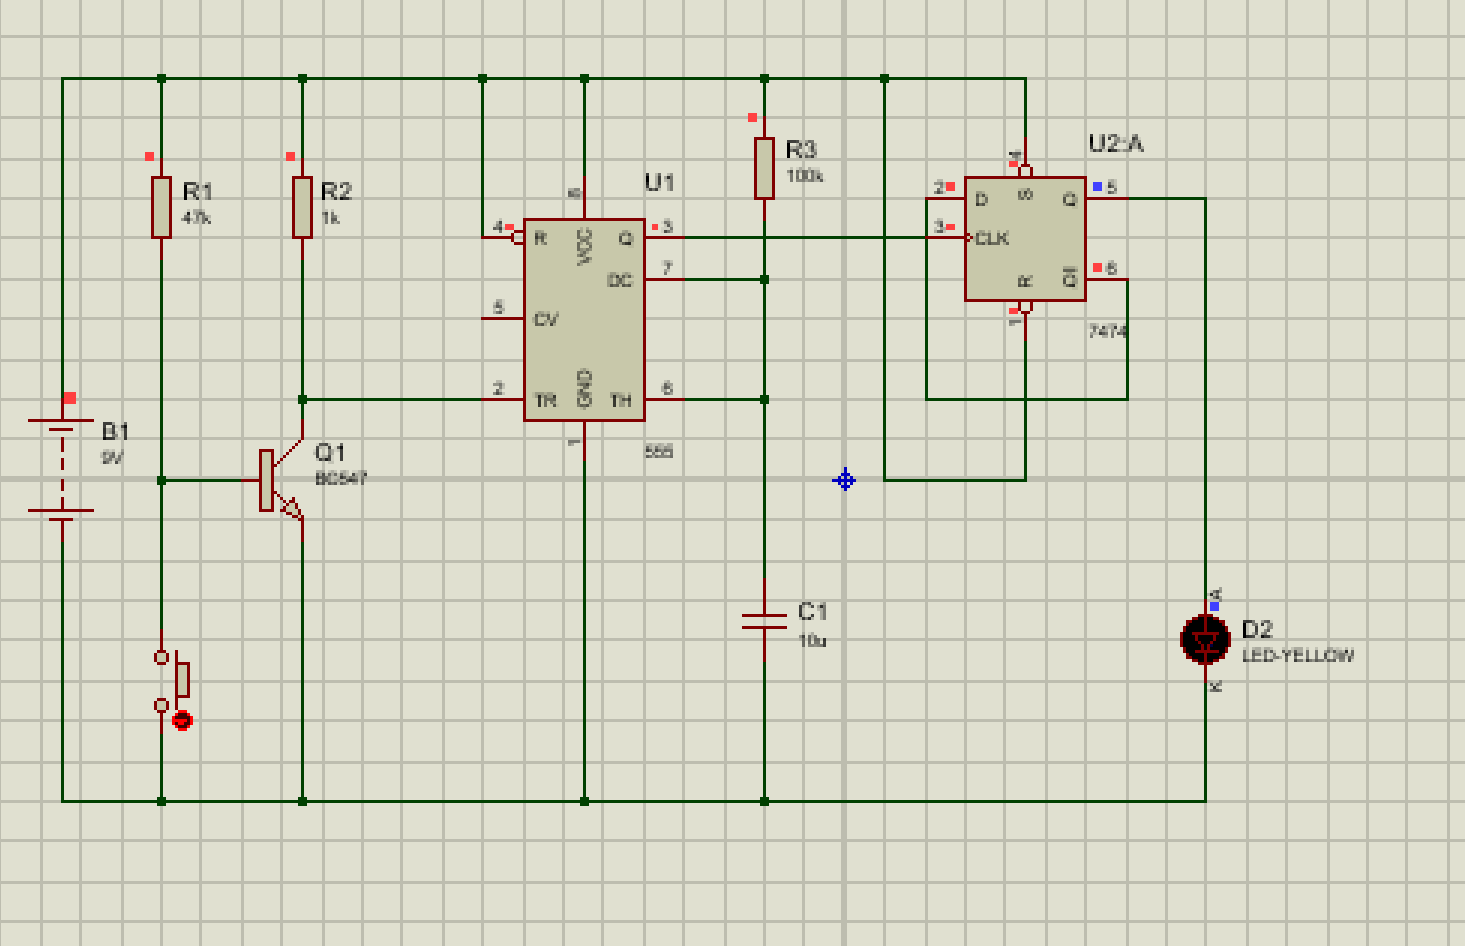 R1
47k
R2
1k
B1
9V
Q1
BC547
U1
555
4
R
5
CV
2
TR
8
VCC
GND
1
Q
3
DC
7
TH
6
R3
100k
C1
10u
U2:A
7474
2
D
3
CLK
4
S
Q
5
R
1
Q
6
A
D2
LED-YELLOW
K